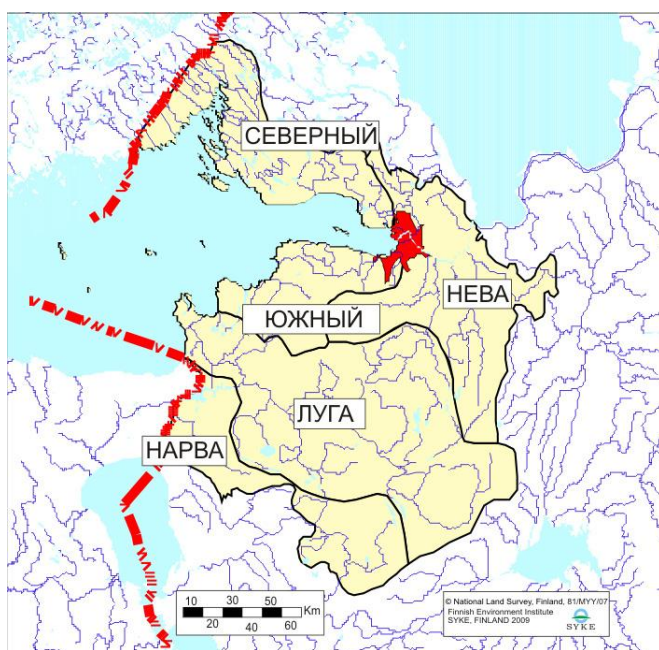 СЕВЕРНЫЙ
НЕВА
ЮЖНЫЙ
ЛУГА
НАРВА
10 30 50
Km
20 40 60
© National Land Survey, Finland, 81/MYY/07
Finnish Environment Institute
SYKE, FINLAND 2009
SYKE